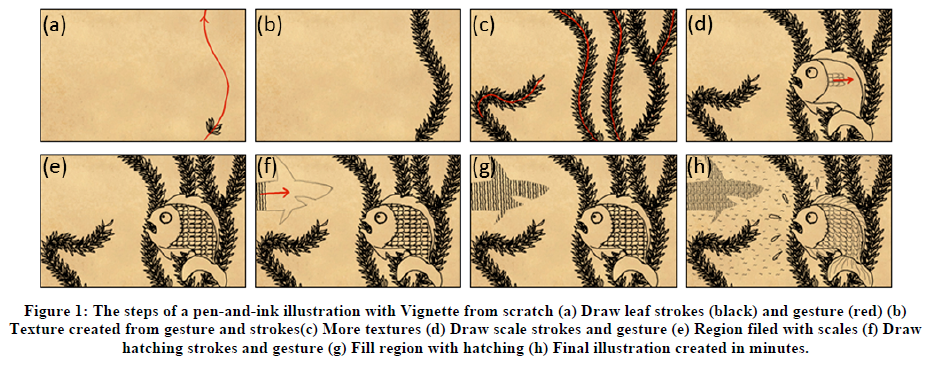 (a)
(b)
(c)
(d)
(e)
(f)
(g)
(h)
Figure 1: The steps of a pen-and-ink illustration with Vignette from scratch (a) Draw leaf strokes (black) and gesture (red) (b)
Texture created from gesture and strokes(c) More textures (d) Draw scale strokes and gesture (e) Region filed with scales (f) Draw
hatching strokes and gesture (g) Fill region with hatching (h) Final illustration created in minutes.